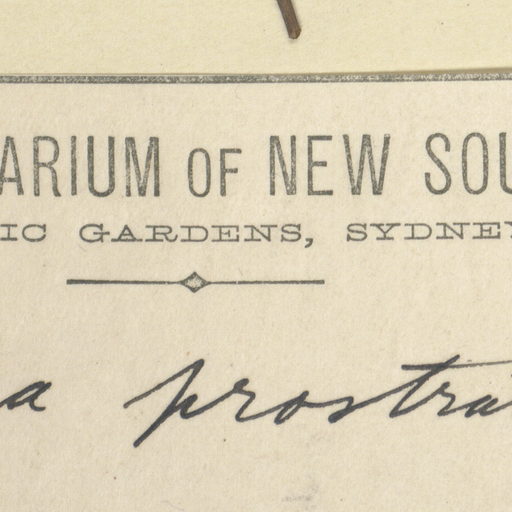 ARIUM OF NEW SOU
IC GARDENS, SYDNEY
a prostra